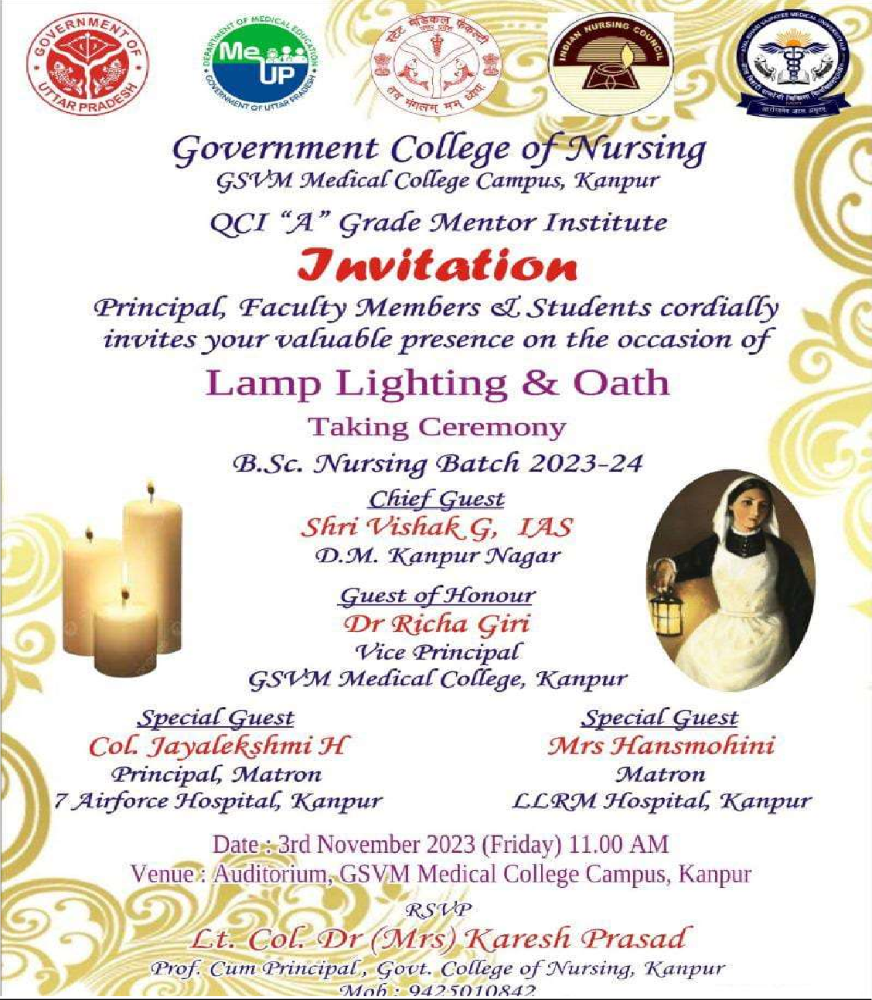 GOVERNMENT OF UTTAR PRADESH
DEPARTMENT OF MEDICAL EDUCATION
Me UP
GOVERNMENT OF UTTAR PRADESH
स्टेट मेडिकल फैकल्टी
उत्तर प्रदेश
तव मंगलम् मम् ध्येयः
INDIAN NURSING COUNCIL
Government College of Nursing
GSVM Medical College Campus, Kanpur
QCI “A” Grade Mentor Institute
Invitation
Principal, Faculty Members & Students cordially
invites your valuable presence on the occasion of
Lamp Lighting & Oath
Taking Ceremony
B.Sc. Nursing Batch 2023-24
Chief Guest
Shri Vishak G, IAS
D.M. Kanpur Nagar
Guest of Honour
Dr Richa Giri
Vice Principal
GSVM Medical College, Kanpur
Special Guest
Col. Jayalekshmi H
Principal, Matron
7 Airforce Hospital, Kanpur
Special Guest
Mrs Hansmohini
Matron
LLRM Hospital, Kanpur
Date : 3rd November 2023 (Friday) 11.00 AM
Venue : Auditorium, GSVM Medical College Campus, Kanpur
RSVP
Lt. Col. Dr (Mrs) Karesh Prasad
Prof. Cum Principal, Govt. College of Nursing, Kanpur
Mob : 9425010842